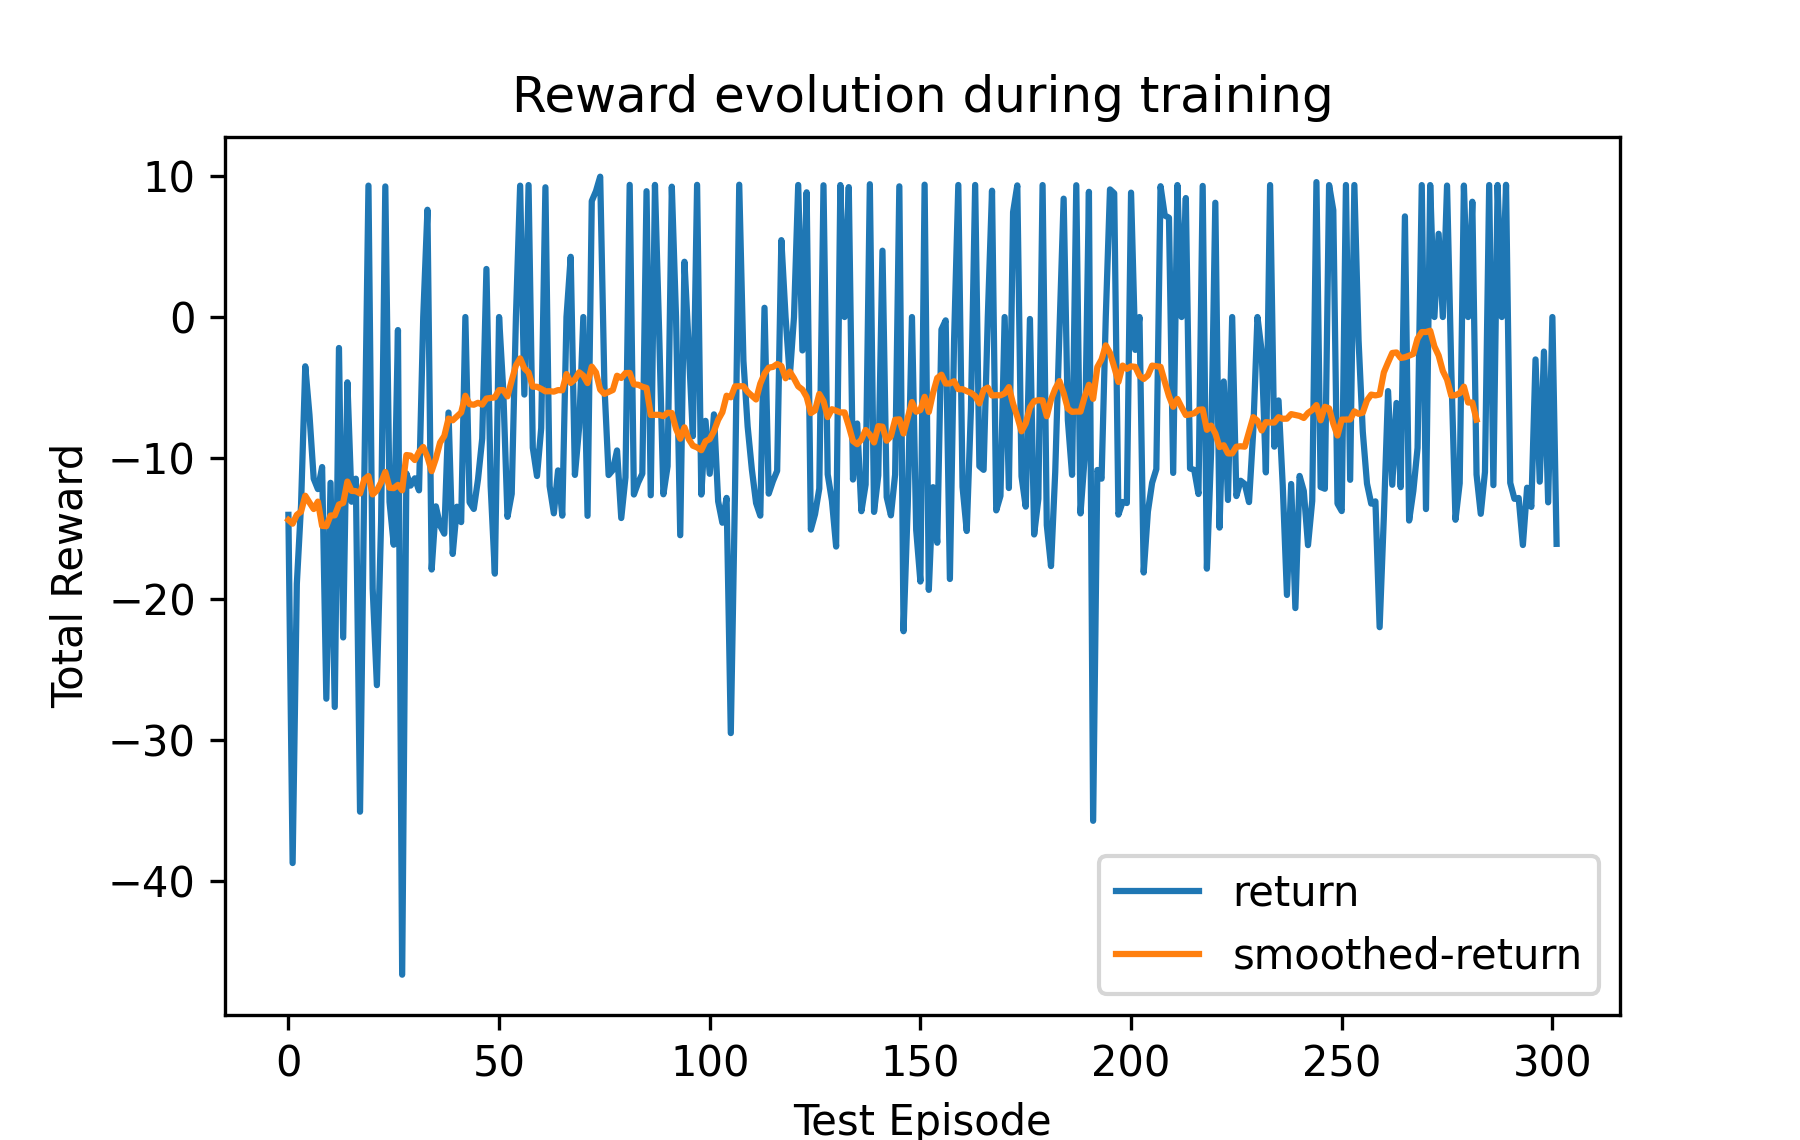 Reward evolution during training
Total Reward
10
0
−10
−20
−30
−40
0 50 100 150 200 250 300
Test Episode
return
smoothed-return